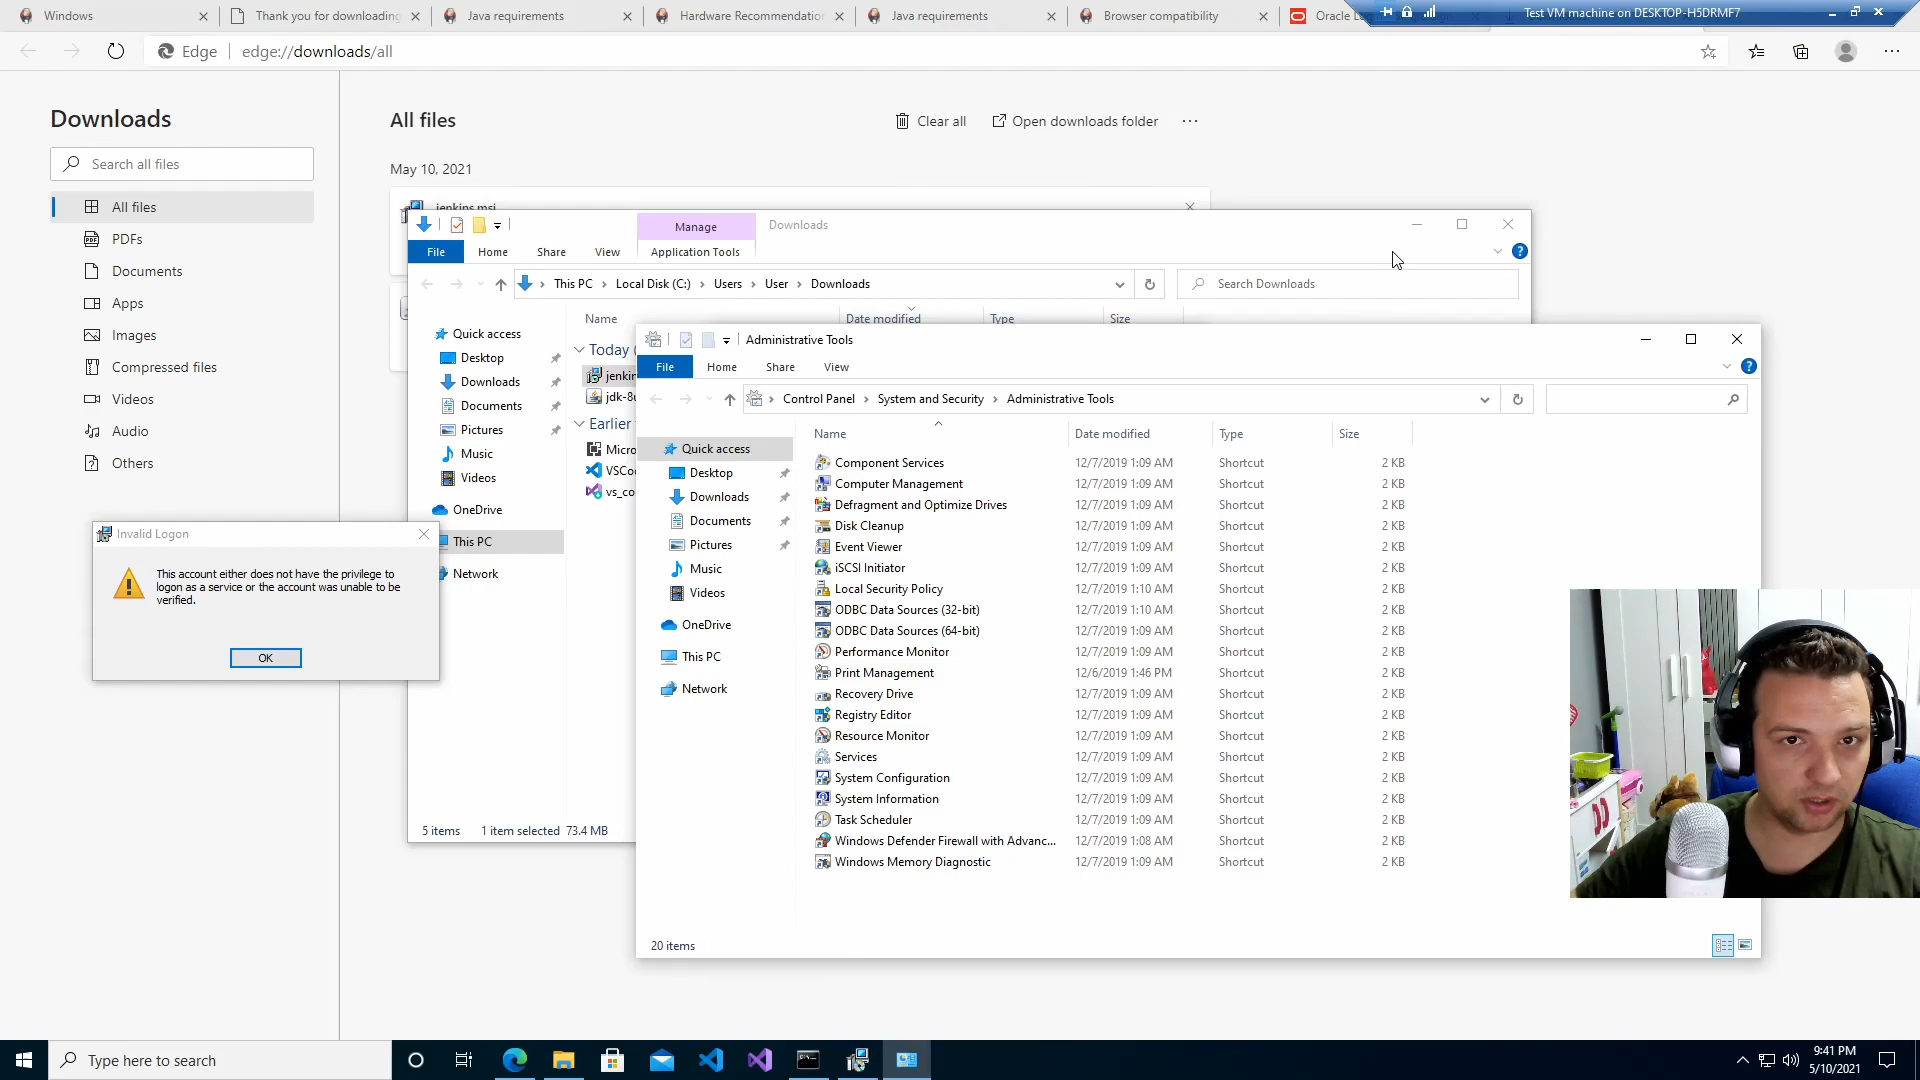 Windows
Thank you for downloading
Java requirements
Hardware Recommendation
Java requirements
Browser compatibility
Test VM machine on DESKTOP-H5DRMF7
Edge
edge://downloads/all
Downloads
Search all files
All files
PDFs
Documents
Apps
Images
Compressed files
Videos
Audio
Others
All files
Clear all
Open downloads folder
May 10, 2021
jenkins.msi
Manage
Downloads
File
Home
Share
View
Application Tools
This PC
Local Disk (C:)
Users
User
Downloads
Search Downloads
Name
Date modified
Type
Size
Quick access
Desktop
Downloads
Documents
Pictures
Music
Videos
OneDrive
This PC
Network
Today
Earlier
5 items
1 item selected 73.4 MB
Invalid Logon
This account either does not have the privilege to
logon as a service or the account was unable to be
verified.
OK
Administrative Tools
File
Home
Share
View
Control Panel
System and Security
Administrative Tools
Quick access
Desktop
Downloads
Documents
Pictures
Music
Videos
OneDrive
This PC
Network
Name Date modified Type Size
Component Services 12/7/2019 1:09 AM Shortcut 2 KB
Computer Management 12/7/2019 1:09 AM Shortcut 2 KB
Defragment and Optimize Drives 12/7/2019 1:09 AM Shortcut 2 KB
Disk Cleanup 12/7/2019 1:09 AM Shortcut 2 KB
Event Viewer 12/7/2019 1:09 AM Shortcut 2 KB
iSCSI Initiator 12/7/2019 1:09 AM Shortcut 2 KB
Local Security Policy 12/7/2019 1:10 AM Shortcut 2 KB
ODBC Data Sources (32-bit) 12/7/2019 1:10 AM Shortcut 2 KB
ODBC Data Sources (64-bit) 12/7/2019 1:09 AM Shortcut 2 KB
Performance Monitor 12/7/2019 1:09 AM Shortcut 2 KB
Print Management 12/6/2019 1:46 PM Shortcut 2 KB
Recovery Drive 12/7/2019 1:09 AM Shortcut 2 KB
Registry Editor 12/7/2019 1:09 AM Shortcut 2 KB
Resource Monitor 12/7/2019 1:09 AM Shortcut 2 KB
Services 12/7/2019 1:09 AM Shortcut 2 KB
System Configuration 12/7/2019 1:09 AM Shortcut 2 KB
System Information 12/7/2019 1:09 AM Shortcut 2 KB
Task Scheduler 12/7/2019 1:09 AM Shortcut 2 KB
Windows Defender Firewall with Advanc... 12/7/2019 1:08 AM Shortcut 2 KB
Windows Memory Diagnostic 12/7/2019 1:09 AM Shortcut 2 KB
20 items
Type here to search
9:41 PM
5/10/2021